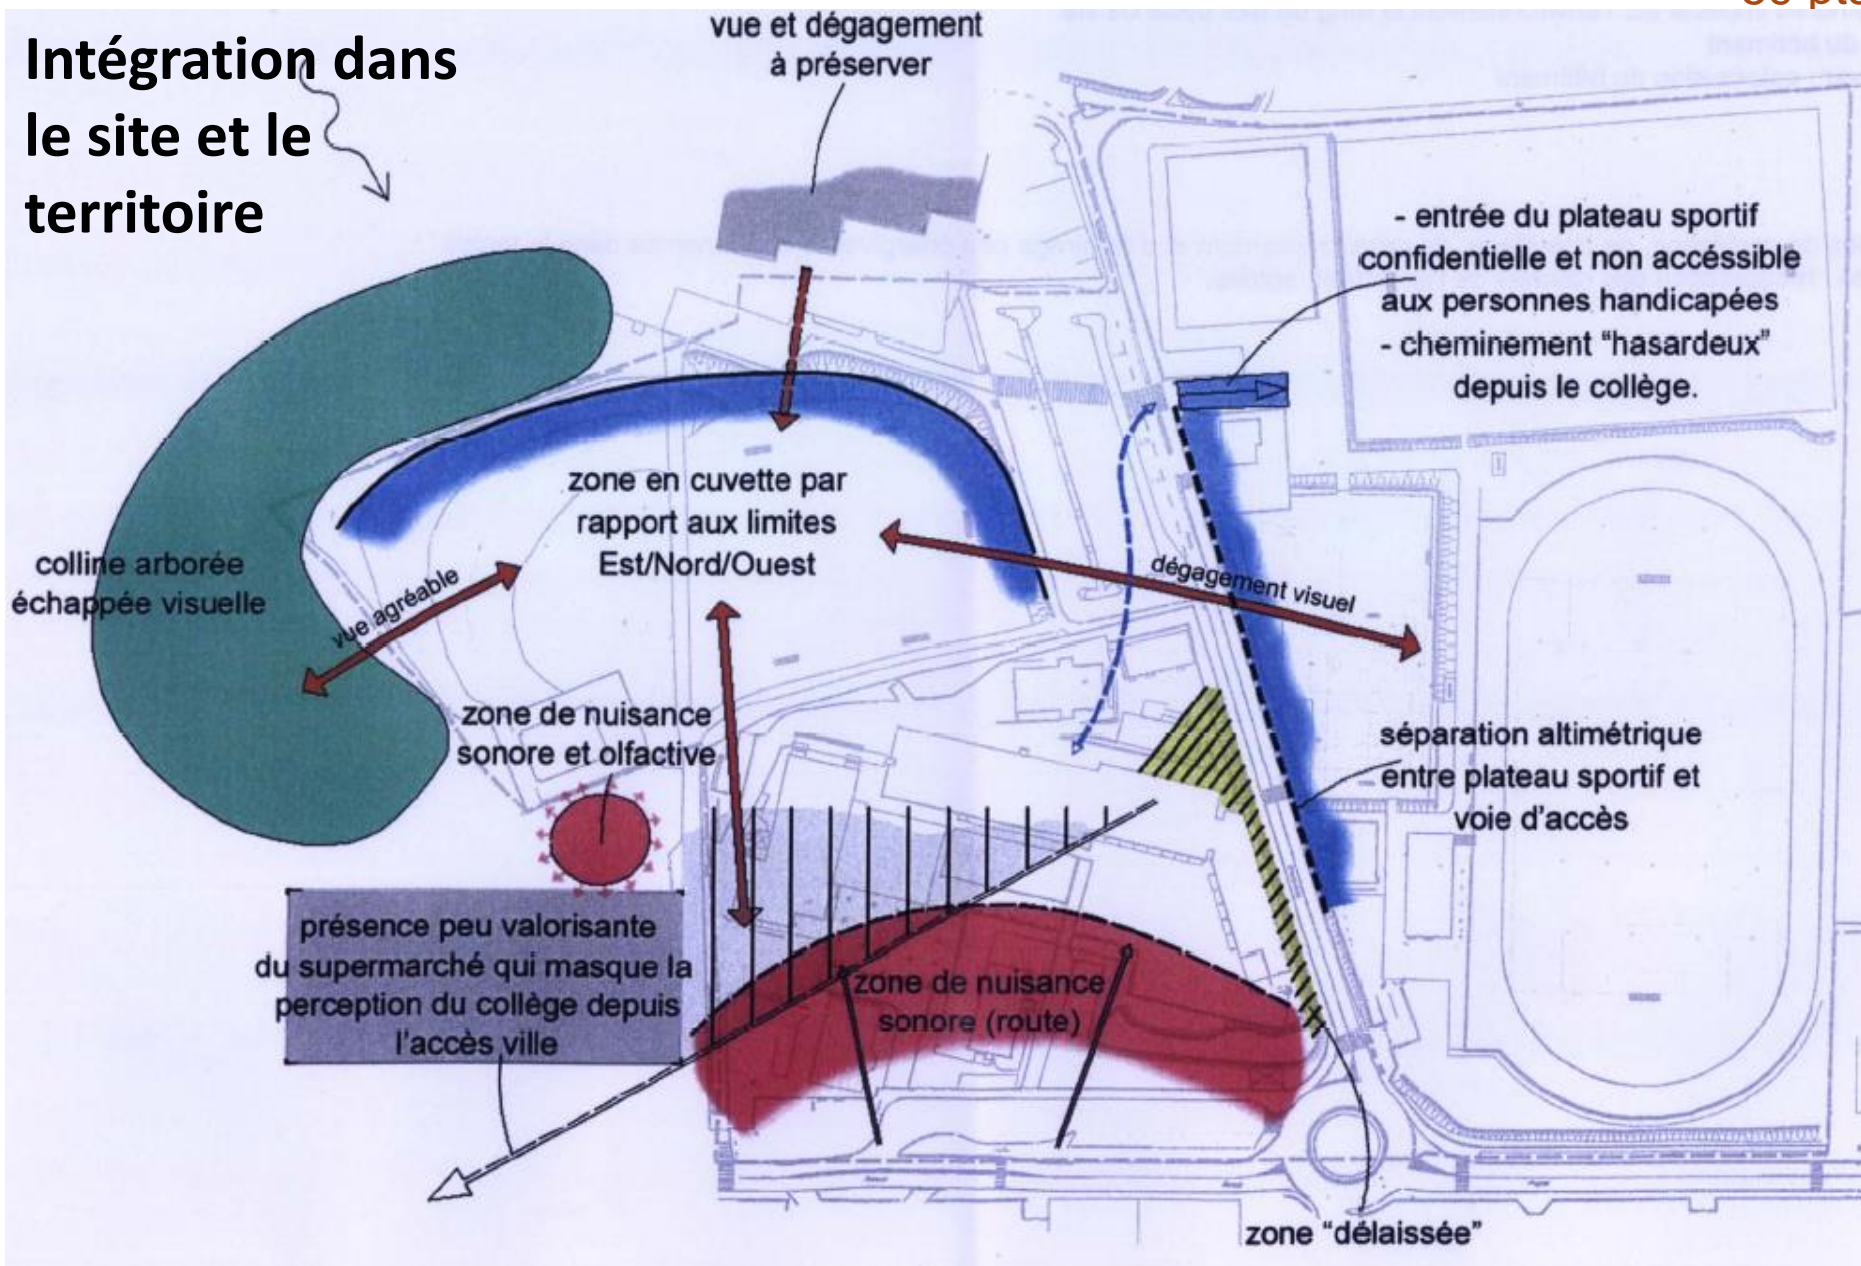 Intégration dans
le site et le
territoire
vue et dégagement
à préserver
- entrée du plateau sportif
confidentielle et non accéssible
aux personnes handicapées
- cheminement “hasardeux”
depuis le collège.
zone en cuvette par
rapport aux limites
Est/Nord/Ouest
colline arborée
échappée visuelle
vue agréable
dégagement visuel
zone de nuisance
sonore et olfactive
séparation altimétrique
entre plateau sportif et
voie d’accès
présence peu valorisante
du supermarché qui masque la
perception du collège depuis
l’accès ville
zone de nuisance
sonore (route)
zone “délaissée”